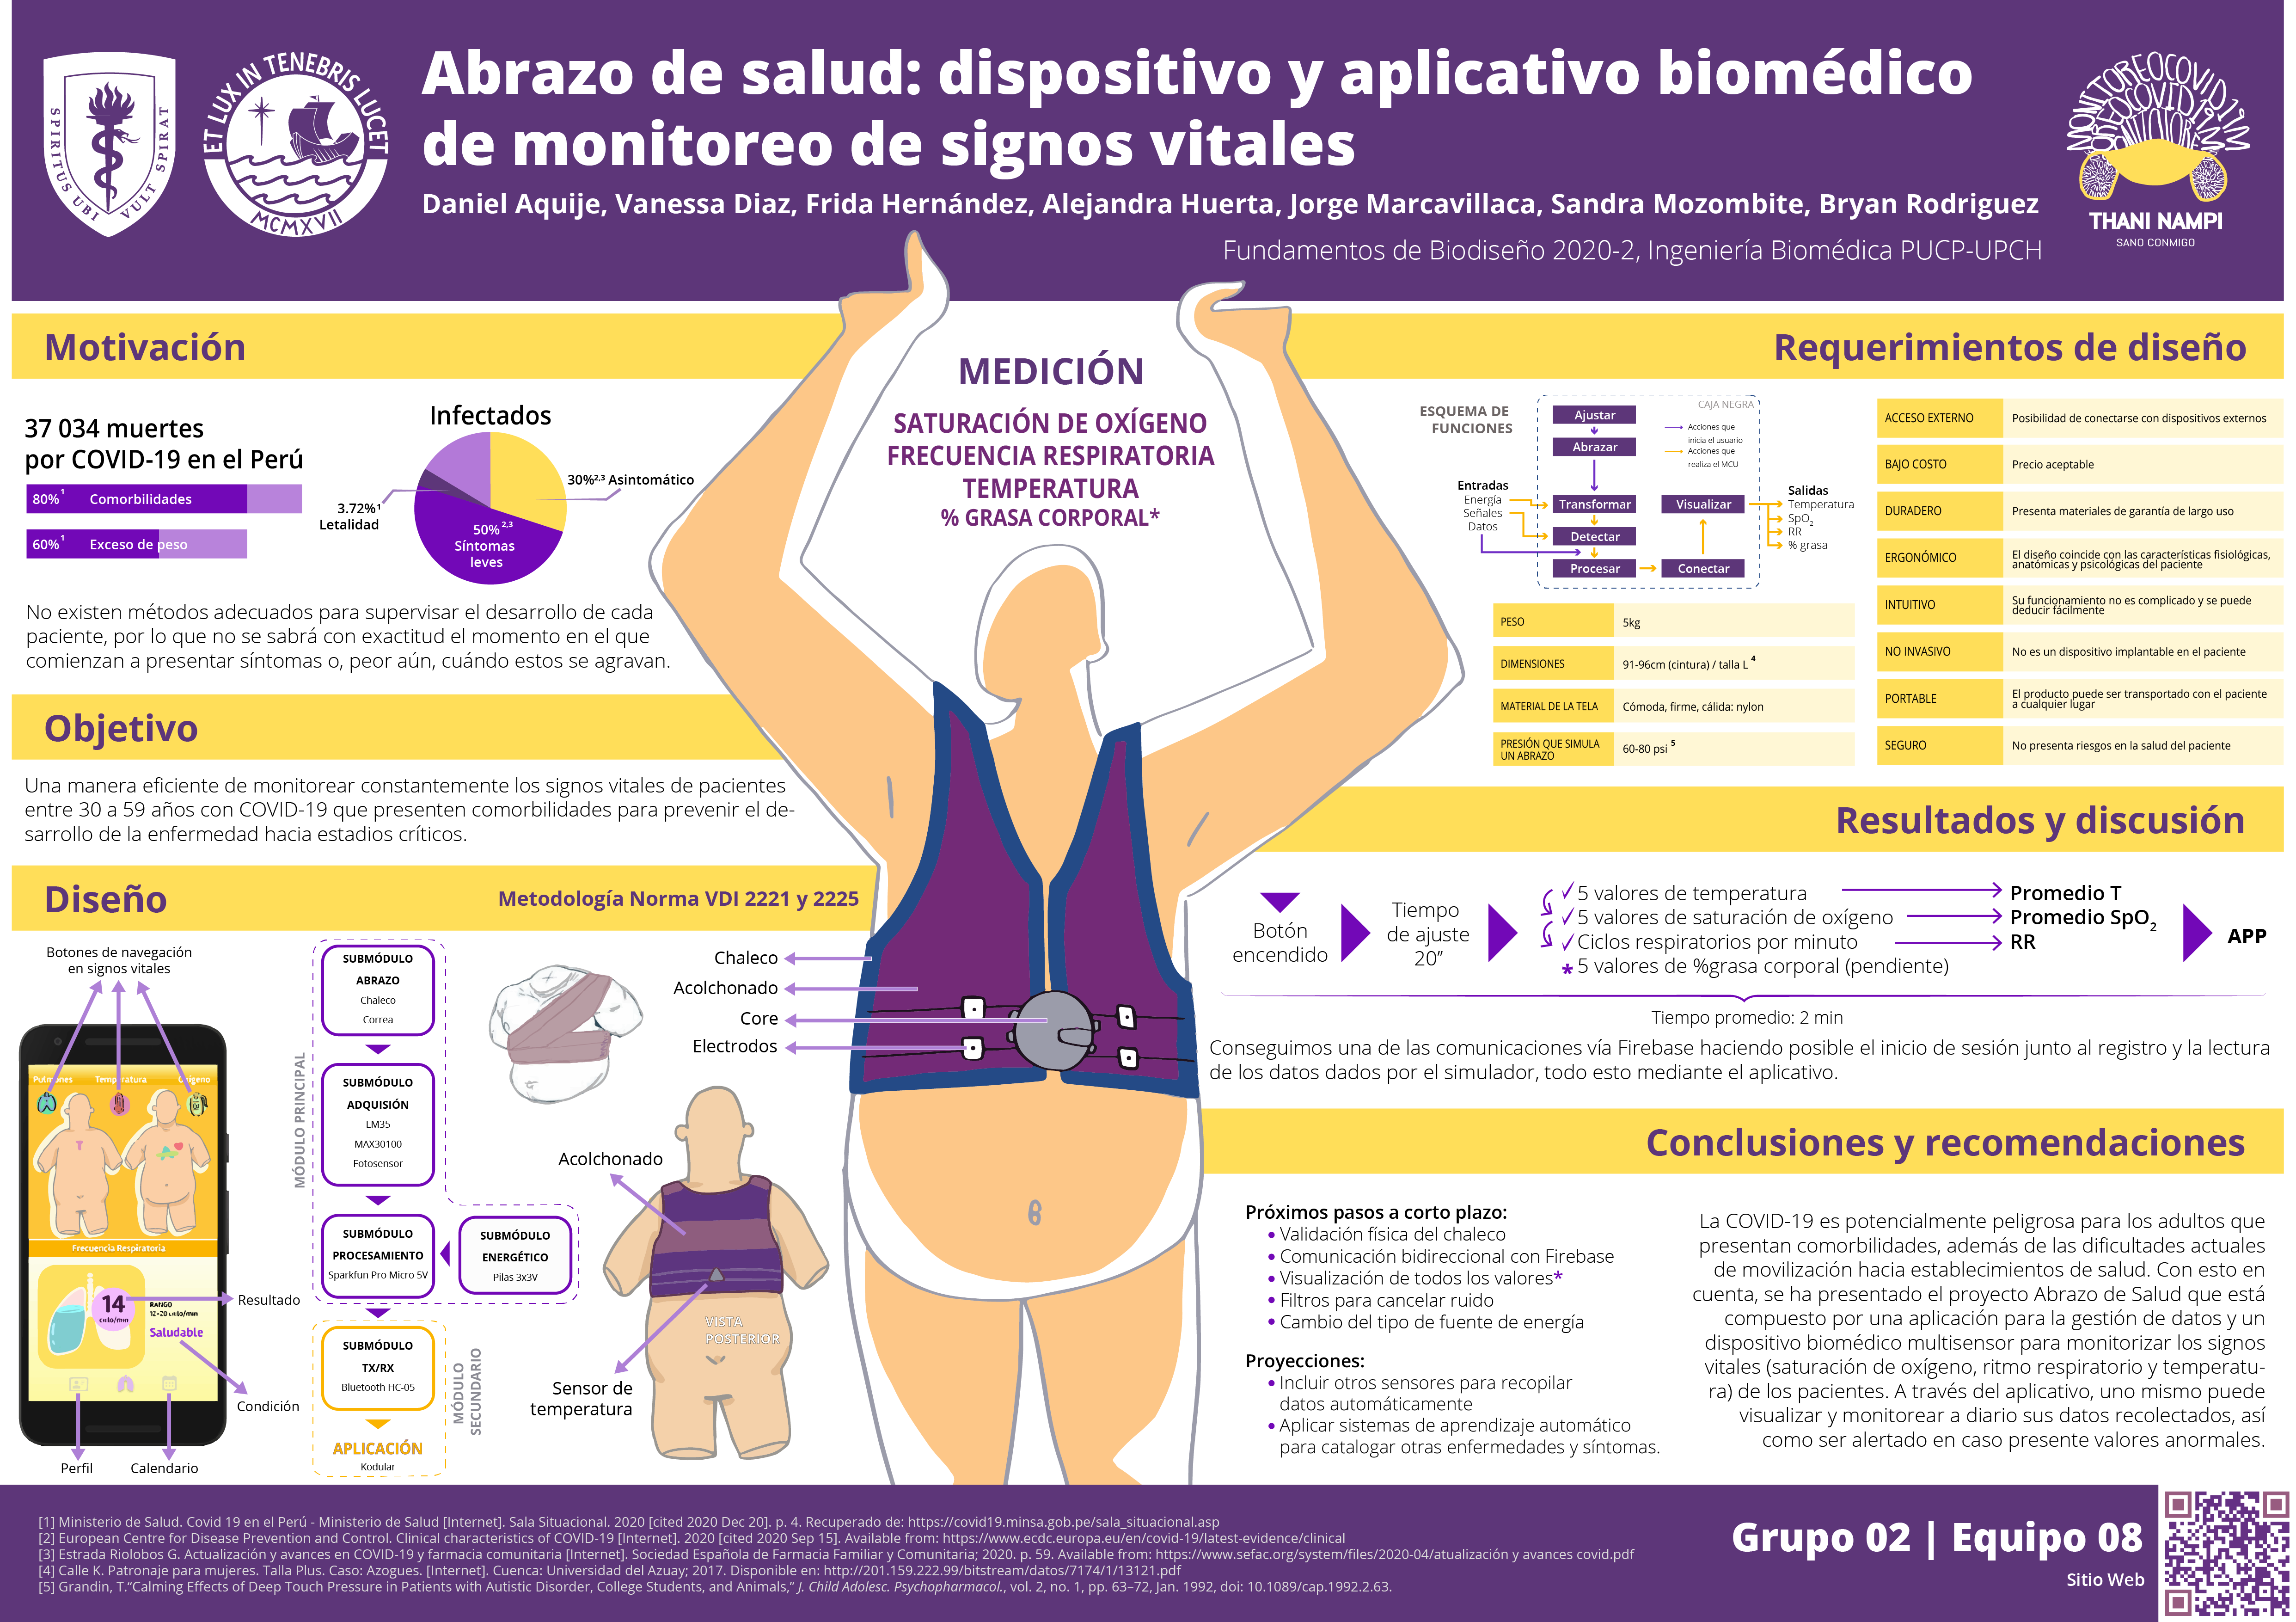 SPIRITUS UBI VULT SPIRAT
ET LUX IN TENEBRIS LUCET
MCMXVII
Abrazo de salud: dispositivo y aplicativo biomédico
de monitoreo de signos vitales
Daniel Aquije, Vanessa Diaz, Frida Hernández, Alejandra Huerta, Jorge Marcavillaca, Sandra Mozombite, Bryan Rodriguez
Fundamentos de Biodiseño 2020-2, Ingeniería Biomédica PUCP-UPCH
THANI NAMPI
SANO CONMIGO
Motivación
37 034 muertes
por COVID-19 en el Perú
80%1 Comorbilidades
60%1 Exceso de peso
Infectados
30%2,3 Asintomático
3.72%1
Letalidad
50%2,3
Síntomas
leves
No existen métodos adecuados para supervisar el desarrollo de cada
paciente, por lo que no se sabrá con exactitud el momento en el que
comienzan a presentar síntomas o, peor aún, cuándo estos se agravan.
Objetivo
Una manera eficiente de monitorear constantemente los signos vitales de pacientes
entre 30 a 59 años con COVID-19 que presenten comorbilidades para prevenir el de-
sarrollo de la enfermedad hacia estadios críticos.
Diseño
Metodología Norma VDI 2221 y 2225
Botones de navegación
en signos vitales
Pulmones Temperatura Oxígeno
Frecuencia Respiratoria
14
ciclo/min
RANGO
12-20 ciclo/min
Saludable
Resultado
Condición
Perfil
Calendario
MÓDULO PRINCIPAL
SUBMÓDULO
ABRAZO
Chaleco
Correa
SUBMÓDULO
ADQUISIÓN
LM35
MAX30100
Fotosensor
SUBMÓDULO
PROCESAMIENTO
Sparkfun Pro Micro 5V
SUBMÓDULO
ENERGÉTICO
Pilas 3x3V
SUBMÓDULO
TX/RX
Bluetooth HC-05
APLICACIÓN
Kodular
MÓDULO
SECUNDARIO
Chaleco
Acolchonado
Core
Electrodos
Acolchonado
VISTA
POSTERIOR
Sensor de
temperatura
MEDICIÓN
SATURACIÓN DE OXÍGENO
FRECUENCIA RESPIRATORIA
TEMPERATURA
% GRASA CORPORAL*
Requerimientos de diseño
ESQUEMA DE
FUNCIONES
CAJA NEGRA
Ajustar
Abrazar
Acciones que
inicia el usuario
Acciones que
realiza el MCU
Entradas
Energía
Señales
Datos
Transformar
Detectar
Procesar
Visualizar
Conectar
Salidas
Temperatura
SpO2
RR
% grasa
PESO 5kg
DIMENSIONES 91-96cm (cintura) / talla L 4
MATERIAL DE LA TELA Cómoda, firme, cálida: nylon
PRESIÓN QUE SIMULA
UN ABRAZO
60-80 psi 5
ACCESO EXTERNO Posibilidad de conectarse con dispositivos externos
BAJO COSTO Precio aceptable
DURADERO Presenta materiales de garantía de largo uso
ERGONÓMICO El diseño coincide con las características fisiológicas,
anatómicas y psicológicas del paciente
INTUITIVO Su funcionamiento no es complicado y se puede
deducir fácilmente
NO INVASIVO No es un dispositivo implantable en el paciente
PORTABLE El producto puede ser transportado con el paciente
a cualquier lugar
SEGURO No presenta riesgos en la salud del paciente
Resultados y discusión
Botón
encendido
Tiempo
de ajuste
20’’
✓5 valores de temperatura
✓5 valores de saturación de oxígeno
✓Ciclos respiratorios por minuto
*5 valores de %grasa corporal (pendiente)
Promedio T
Promedio SpO2
RR
APP
Tiempo promedio: 2 min
Conseguimos una de las comunicaciones vía Firebase haciendo posible el inicio de sesión junto al registro y la lectura
de los datos dados por el simulador, todo esto mediante el aplicativo.
Conclusiones y recomendaciones
Próximos pasos a corto plazo:
• Validación física del chaleco
• Comunicación bidireccional con Firebase
• Visualización de todos los valores*
• Filtros para cancelar ruido
• Cambio del tipo de fuente de energía
Proyecciones:
• Incluir otros sensores para recopilar
datos automáticamente
• Aplicar sistemas de aprendizaje automático
para catalogar otras enfermedades y síntomas.
La COVID-19 es potencialmente peligrosa para los adultos que
presentan comorbilidades, además de las dificultades actuales
de movilización hacia establecimientos de salud. Con esto en
cuenta, se ha presentado el proyecto Abrazo de Salud que está
compuesto por una aplicación para la gestión de datos y un
dispositivo biomédico multisensor para monitorizar los signos
vitales (saturación de oxígeno, ritmo respiratorio y temperatu-
ra) de los pacientes. A través del aplicativo, uno mismo puede
visualizar y monitorear a diario sus datos recolectados, así
como ser alertado en caso presente valores anormales.
[1] Ministerio de Salud. Covid 19 en el Perú - Ministerio de Salud [Internet]. Sala Situacional. 2020 [cited 2020 Dec 20]. p. 4. Recuperado de: https://covid19.minsa.gob.pe/sala_situacional.asp
[2] European Centre for Disease Prevention and Control. Clinical characteristics of COVID-19 [Internet]. 2020 [cited 2020 Sep 15]. Available from: https://www.ecdc.europa.eu/en/covid-19/latest-evidence/clinical
[3] Estrada Riolobos G. Actualización y avances en COVID-19 y farmacia comunitaria [Internet]. Sociedad Española de Farmacia Familiar y Comunitaria; 2020. p. 59. Available from: https://www.sefac.org/system/files/2020-04/atualización y avances covid.pdf
[4] Calle K. Patronaje para mujeres. Talla Plus. Caso: Azogues. [Internet]. Cuenca: Universidad del Azuay; 2017. Disponible en: http://201.159.222.99/bitstream/datos/7174/1/13121.pdf
[5] Grandin, T.“Calming Effects of Deep Touch Pressure in Patients with Autistic Disorder, College Students, and Animals,” J. Child Adolesc. Psychopharmacol., vol. 2, no. 1, pp. 63–72, Jan. 1992, doi: 10.1089/cap.1992.2.63.
Grupo 02 | Equipo 08
Sitio Web